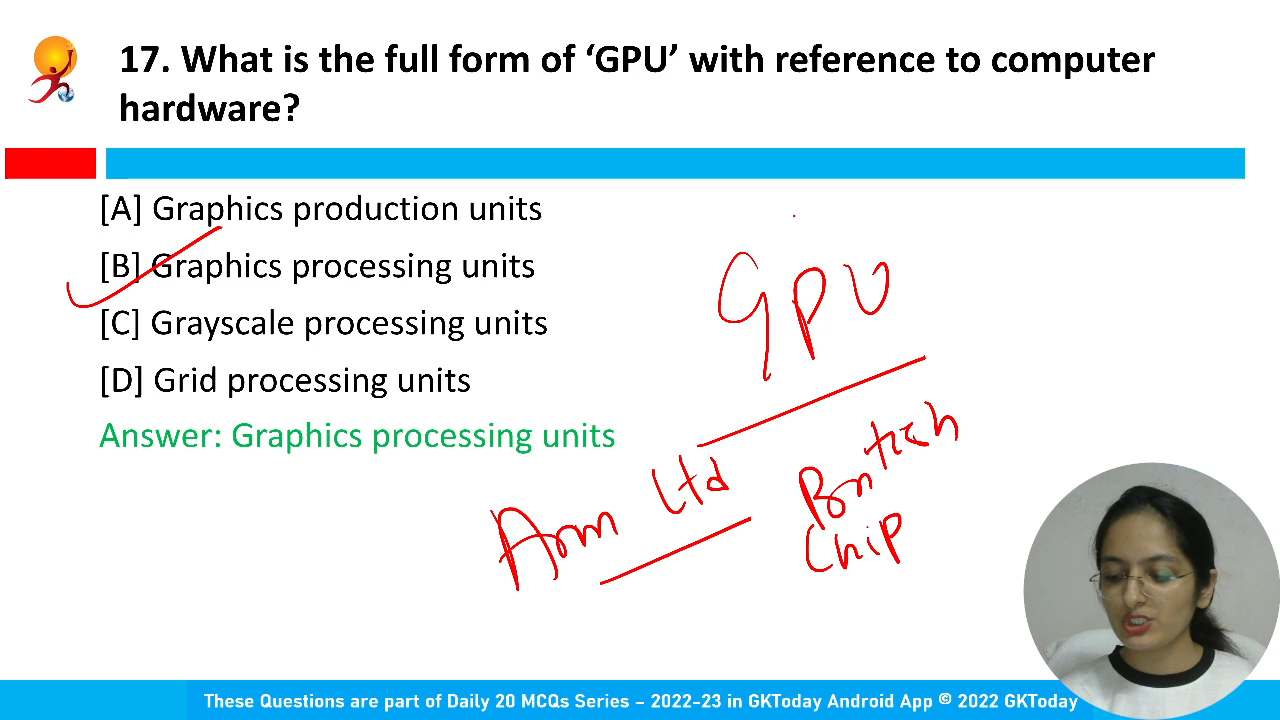 17. What is the full form of ‘GPU’ with reference to computer
hardware?
[A] Graphics production units
[B] Graphics processing units
[C] Grayscale processing units
[D] Grid processing units
Answer: Graphics processing units
GPU
Arm Ltd
British
Chip
These Questions are part of Daily 20 MCQs Series – 2022-23 in GKToday Android App © 2022 GKToday